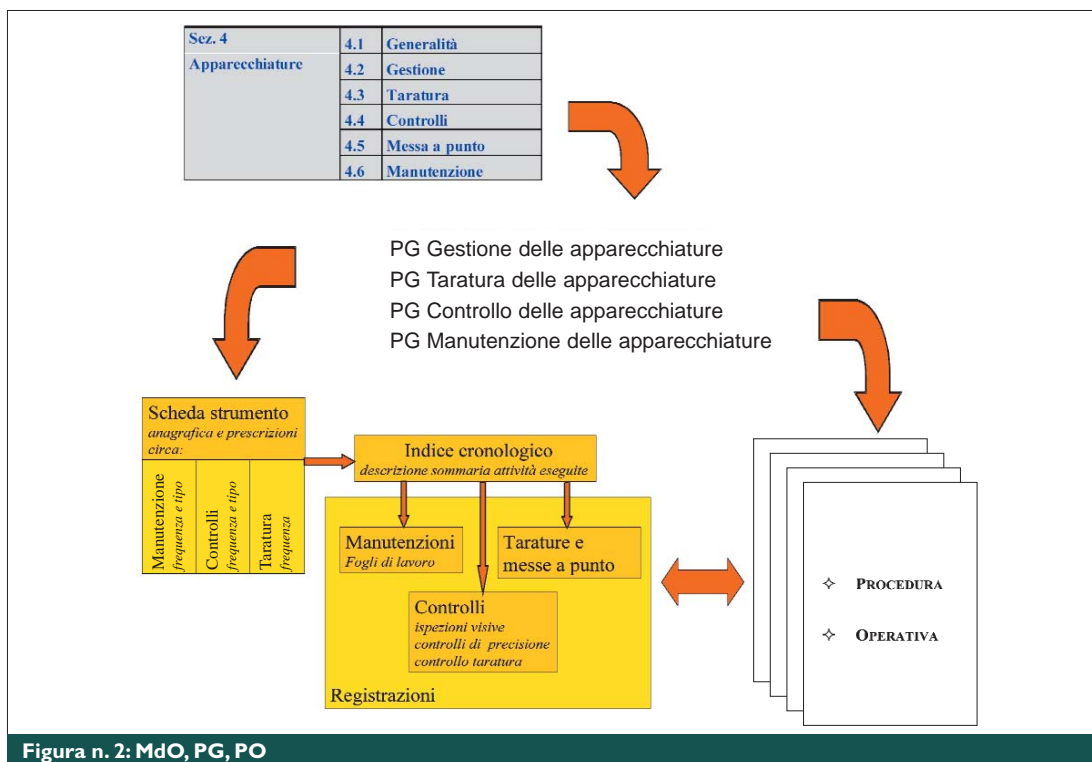 Sez. 4
Apparecchiature
4.1 Generalità
4.2 Gestione
4.3 Taratura
4.4 Controlli
4.5 Messa a punto
4.6 Manutenzione
PG Gestione delle apparecchiature
PG Taratura delle apparecchiature
PG Controllo delle apparecchiature
PG Manutenzione delle apparecchiature
Scheda strumento
anagrafica e prescrizioni
circa:
Manutenzione
frequenza e tipo
Controlli
frequenza e tipo
Taratura
frequenza
Indice cronologico
descrizione sommaria attività eseguite
Manutenzioni
Fogli di lavoro
Tarature e
messe a punto
Controlli
ispezioni visive
controlli di precisione
controllo taratura
Registrazioni
PROCEDURA
OPERATIVA
Figura n. 2: MdO, PG, PO